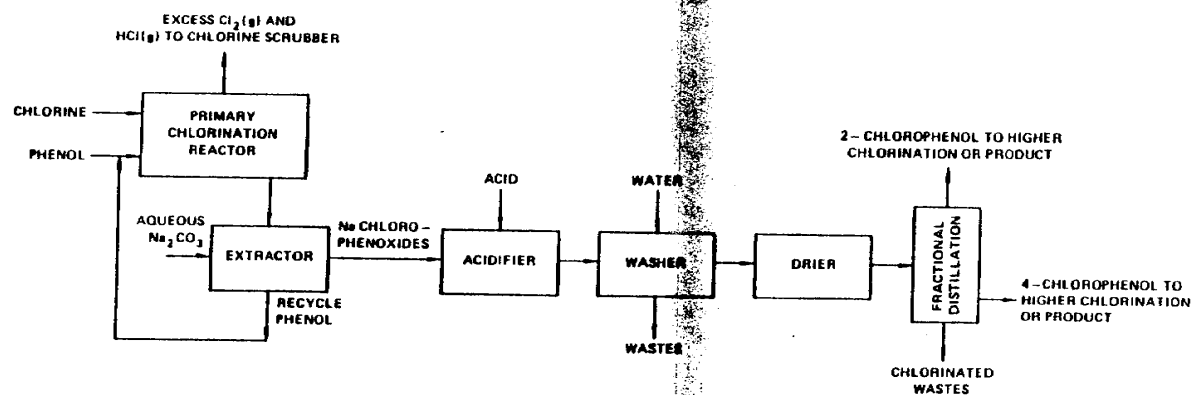 EXCESS Cl2(g) AND
HCl(g) TO CHLORINE SCRUBBER
CHLORINE
PHENOL
PRIMARY
CHLORINATION
REACTOR
AQUEOUS
Na2CO3
EXTRACTOR
RECYCLE
PHENOL
Na CHLORO-
PHENOXIDES
ACID
ACIDIFIER
WATER
WASHER
WASTES
DRIER
2-CHLOROPHENOL TO HIGHER
CHLORINATION OR PRODUCT
FRACTIONAL
DISTILLATION
4-CHLOROPHENOL TO
HIGHER CHLORINATION
OR PRODUCT
CHLORINATED
WASTES